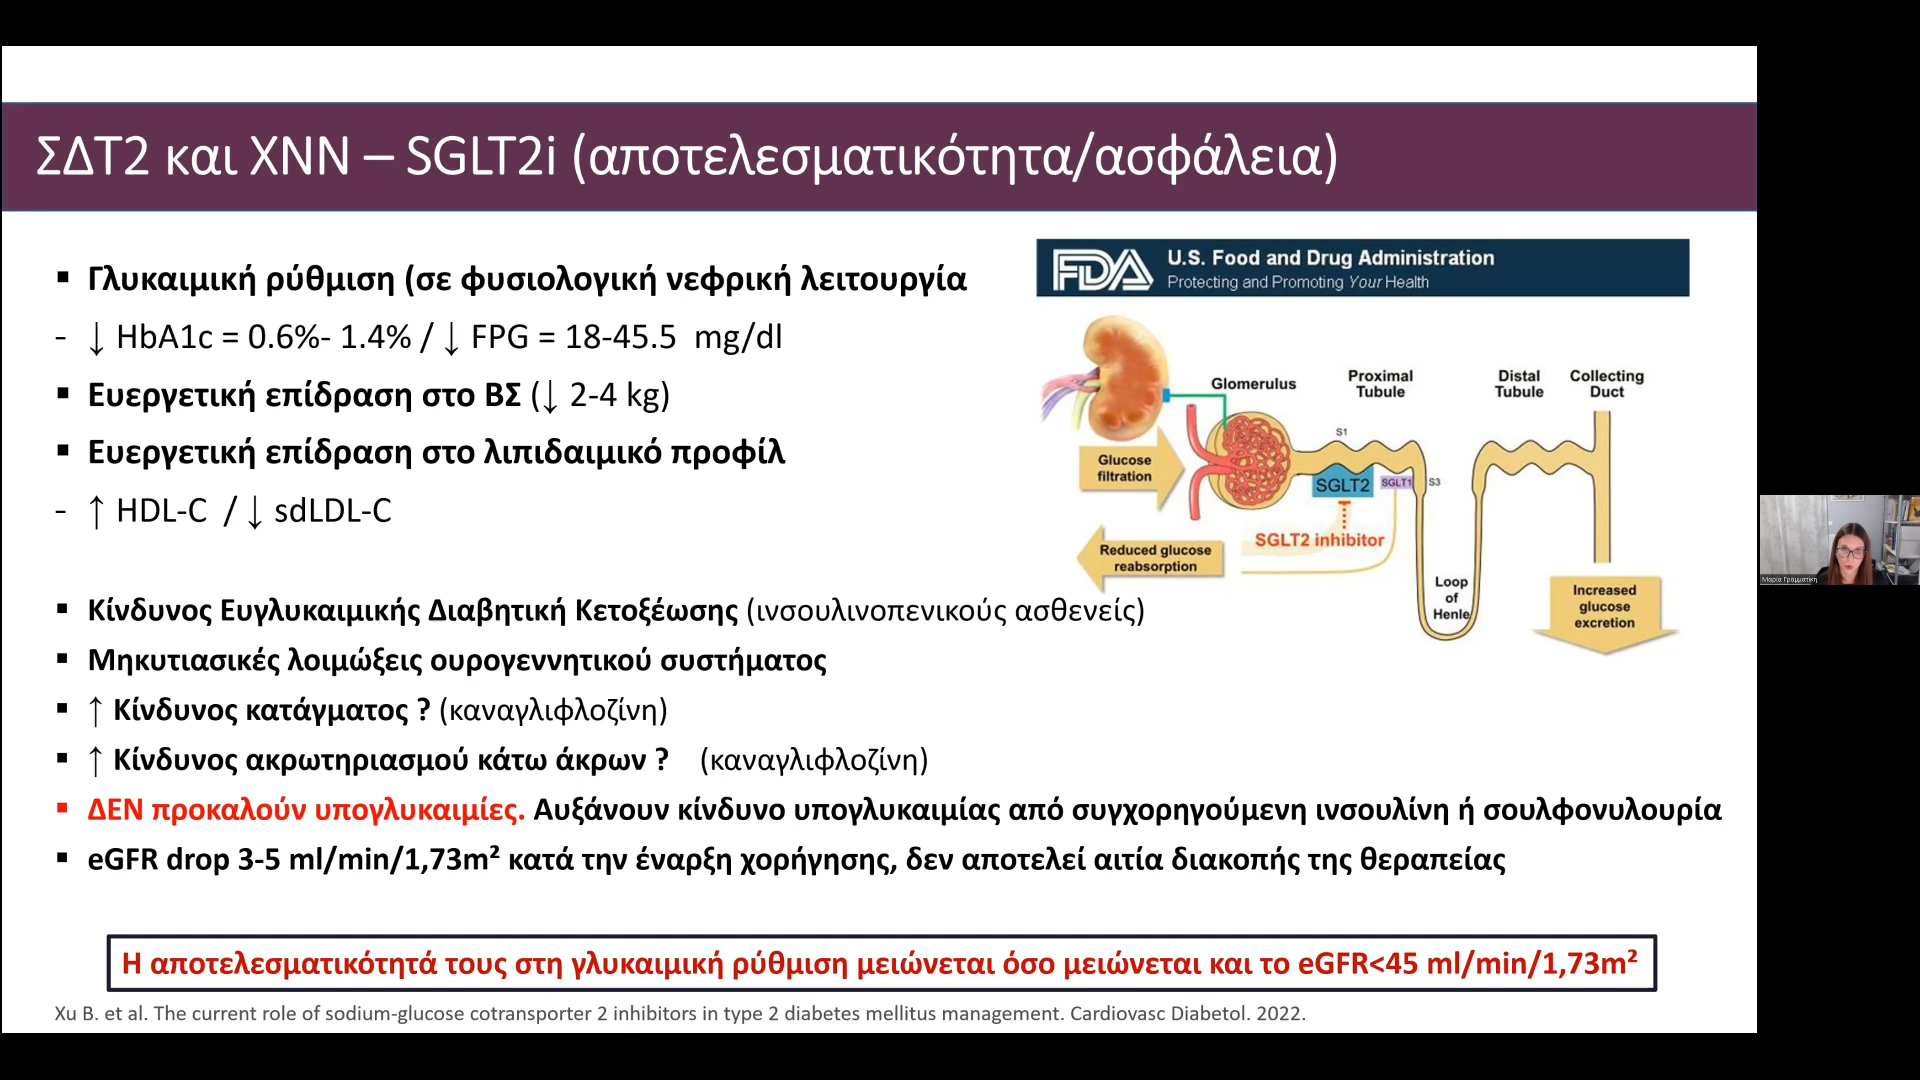 ΣΔΤ2 και ΧΝΝ – SGLT2i (αποτελεσματικότητα/ασφάλεια)
▪ Γλυκαιμική ρύθμιση (σε φυσιολογική νεφρική λειτουργία
- ↓ HbA1c = 0.6%- 1.4% / ↓ FPG = 18-45.5 mg/dl
▪ Ευεργετική επίδραση στο ΒΣ (↓ 2-4 kg)
▪ Ευεργετική επίδραση στο λιπιδαιμικό προφίλ
- ↑ HDL-C / ↓ sdLDL-C
FDA
U.S. Food and Drug Administration
Protecting and Promoting Your Health
Glomerulus
Proximal
Tubule
Distal
Tubule
Collecting
Duct
S1
Glucose
filtration
SGLT2
SGLT1
S3
SGLT2 inhibitor
Reduced glucose
reabsorption
Loop
of
Henle
Increased
glucose
excretion
▪ Κίνδυνος Ευγλυκαιμικής Διαβητική Κετοξέωσης (ινσουλινοπενικούς ασθενείς)
▪ Μηκυτιασικές λοιμώξεις ουρογεννητικού συστήματος
▪ ↑ Κίνδυνος κατάγματος ? (καναγλιφλοζίνη)
▪ ↑ Κίνδυνος ακρωτηριασμού κάτω άκρων ? (καναγλιφλοζίνη)
▪ ΔΕΝ προκαλούν υπογλυκαιμίες. Αυξάνουν κίνδυνο υπογλυκαιμίας από συγχορηγούμενη ινσουλίνη ή σουλφονυλουρία
▪ eGFR drop 3-5 ml/min/1,73m² κατά την έναρξη χορήγησης, δεν αποτελεί αιτία διακοπής της θεραπείας
Η αποτελεσματικότητά τους στη γλυκαιμική ρύθμιση μειώνεται όσο μειώνεται και το eGFR<45 ml/min/1,73m²
Xu B. et al. The current role of sodium-glucose cotransporter 2 inhibitors in type 2 diabetes mellitus management. Cardiovasc Diabetol. 2022.
Μαρία Γραμματίκη